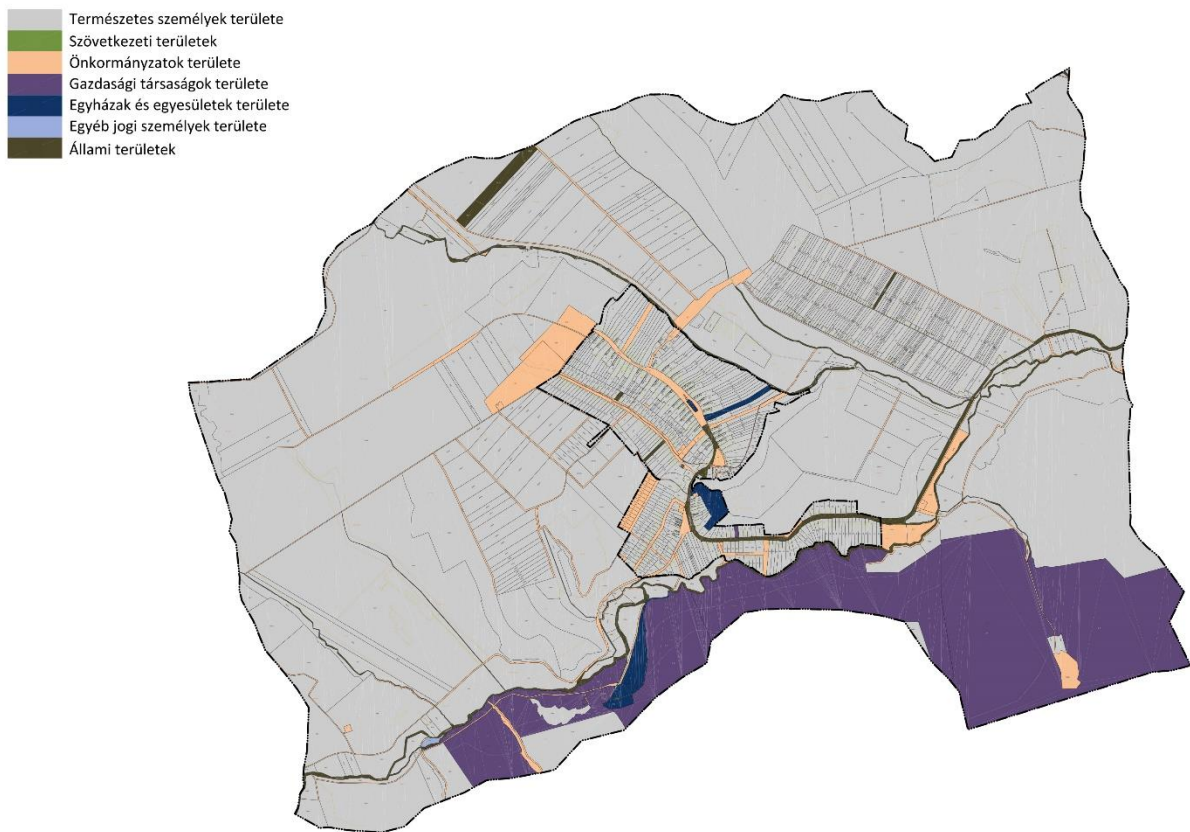 Természetes személyek területe
Szövetkezeti területek
Önkormányzatok területe
Gazdasági társaságok területe
Egyházak és egyesületek területe
Egyéb jogi személyek területe
Állami területek